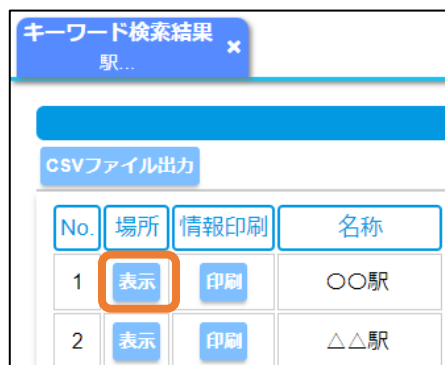 キーワード検索結果 ×
駅...
CSVファイル出力
No. 場所 情報印刷 名称
1 表示 印刷 〇〇駅
2 表示 印刷 △△駅